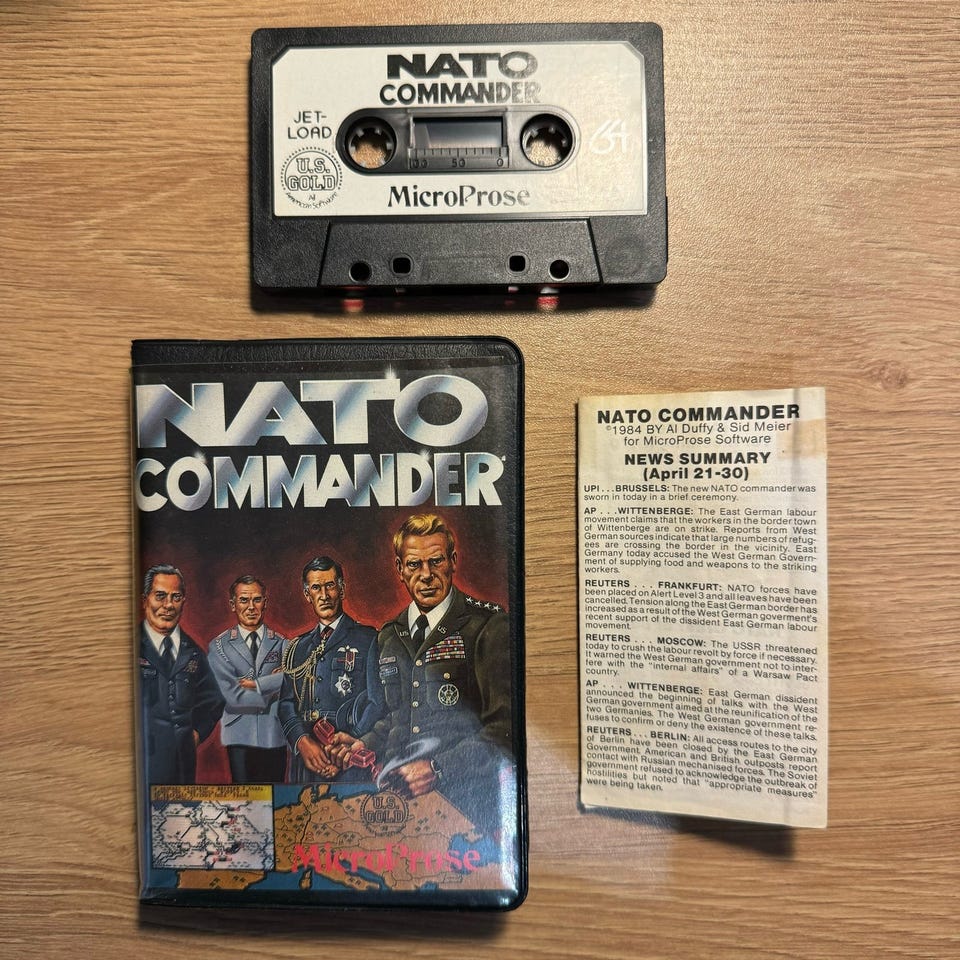 NATO
COMMANDER
JET-
LOAD
64
U.S.
GOLD
All
American Software
100 50 0
MicroProse
NATO
COMMANDER
US
US
U.S.
GOLD
MicroProse
NATO COMMANDER
©1984 BY Al Duffy & Sid Meier
for MicroProse Software
NEWS SUMMARY
(April 21-30)
UPI...BRUSSELS: The new NATO commander was
sworn in today in a brief ceremony.
AP . . .WITTENBERGE: The East German labour
movement claims that the workers in the border town
of Wittenberge are on strike. Reports from West
German sources indicate that large numbers of refug-
ees are crossing the border in the vicinity. East
Germany today accused the West German Govern-
ment of supplying food and weapons to the striking
workers.
REUTERS . . . . FRANKFURT: NATO forces have
been placed on Alert Level 3 and all leaves have been
cancelled. Tension along the East German border has
increased as a result of the West German goverment's
recent support of the dissident East German labour
movement.
REUTERS . . . MOSCOW: The USSR threatened
today to crush the labour revolt by force if necessary.
It warned the West German government not to inter-
fere with the "internal affairs" of a Warsaw Pact
country.
AP . . . WITTENBERGE: East German dissident
announced the beginning of talks with the West
German government aimed at the reunification of the
two Germanies. The West German government re-
fuses to confirm or deny the existence of these talks.
REUTERS...BERLIN: All access routes to the city
of Berlin have been closed by the East German
Government. American and British outposts report
contact with Russian mechanised forces. The Soviet
government refused to acknowledge the outbreak of
hostilities but noted that "appropriate measures"
were being taken.